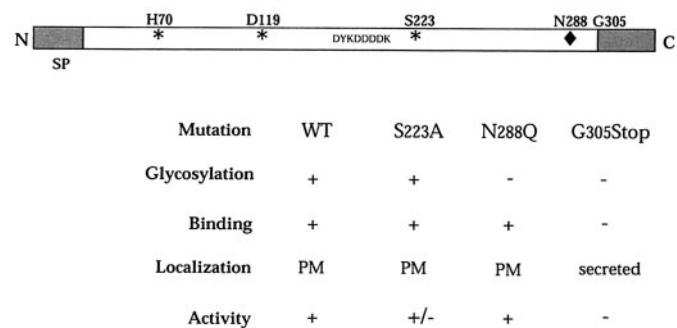 H70 D119 S223 N288 G305
N * * DYKDDDDK * ◆ C
SP
Mutation WT S223A N288Q G305Stop
Glycosylation + + - -
Binding + + + -
Localization PM PM PM secreted
Activity + +/- + -